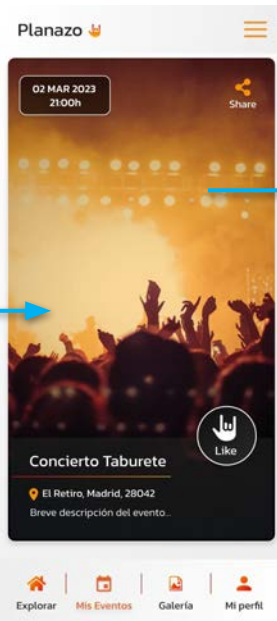 Planazo
02 MAR 2023
21:00h
Share
Like
Concierto Taburete
El Retiro, Madrid, 28042
Breve descripción del evento...
Explorar
Mis Eventos
Galería
Mi perfil